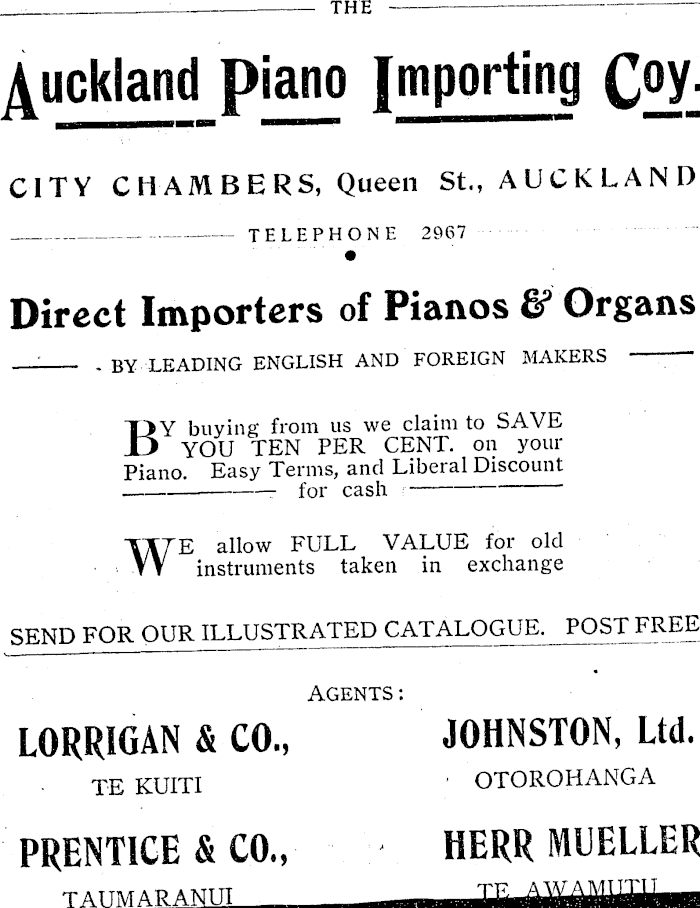 THE
Auckland Piano Importing Coy.
CITY CHAMBERS, Queen St., AUCKLAND
TELEPHONE 2967
Direct Importers of Pianos & Organs
BY LEADING ENGLISH AND FOREIGN MAKERS
BY buying from us we claim to SAVE
YOU TEN PER CENT. on your
Piano. Easy Terms, and Liberal Discount
for cash
WE allow FULL VALUE for old
instruments taken in exchange
SEND FOR OUR ILLUSTRATED CATALOGUE. POST FREE
AGENTS:
LORRIGAN & CO., JOHNSTON, Ltd.
TE KUITI OTOROHANGA
PRENTICE & CO., HERR MUELLER
TAUMARANUI TE AWAMUTU